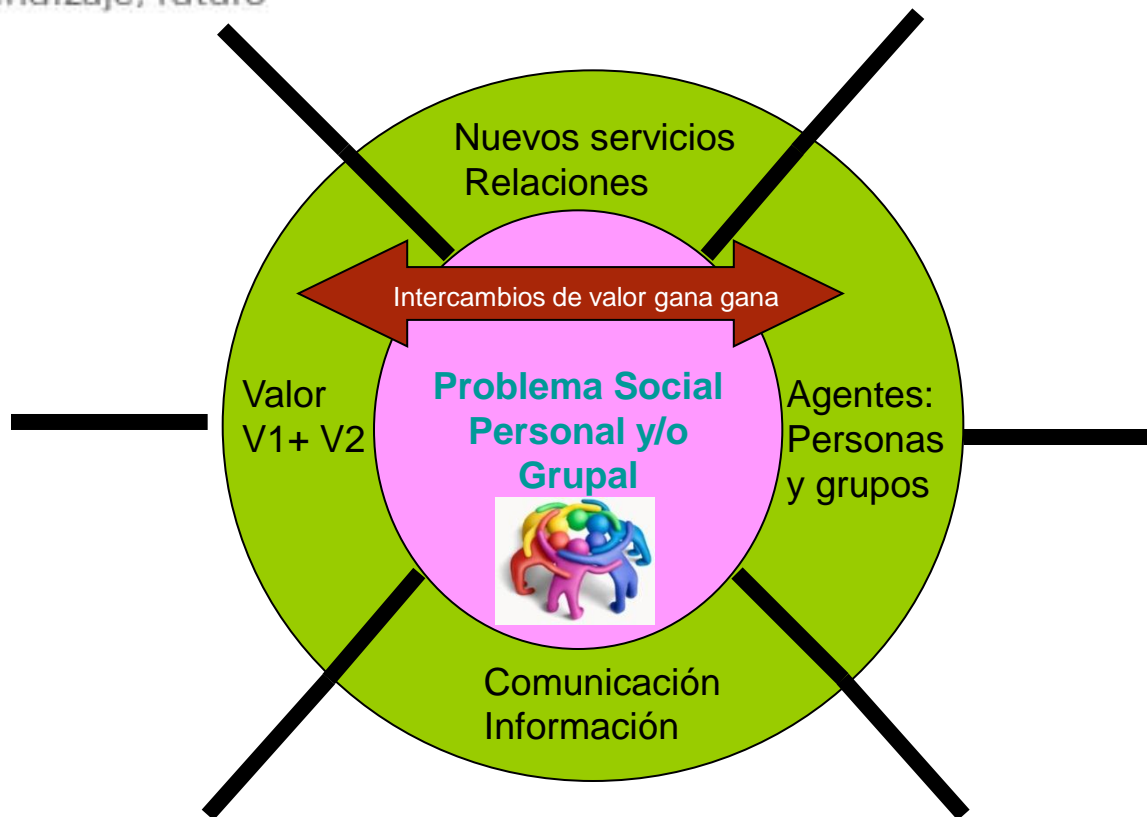 futuro
Nuevos servicios
Relaciones
Intercambios de valor gana gana
Valor
V1+ V2
Problema Social
Personal y/o
Grupal
Agentes:
Personas
y grupos
Comunicación
Información